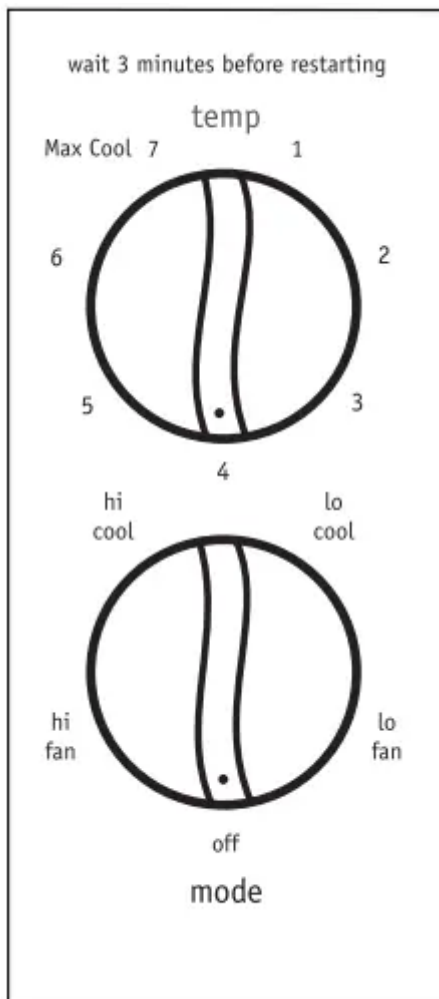 wait 3 minutes before restarting
temp
Max Cool 7
1
6
2
5
3
4
hi
cool
lo
cool
hi
fan
lo
fan
off
mode